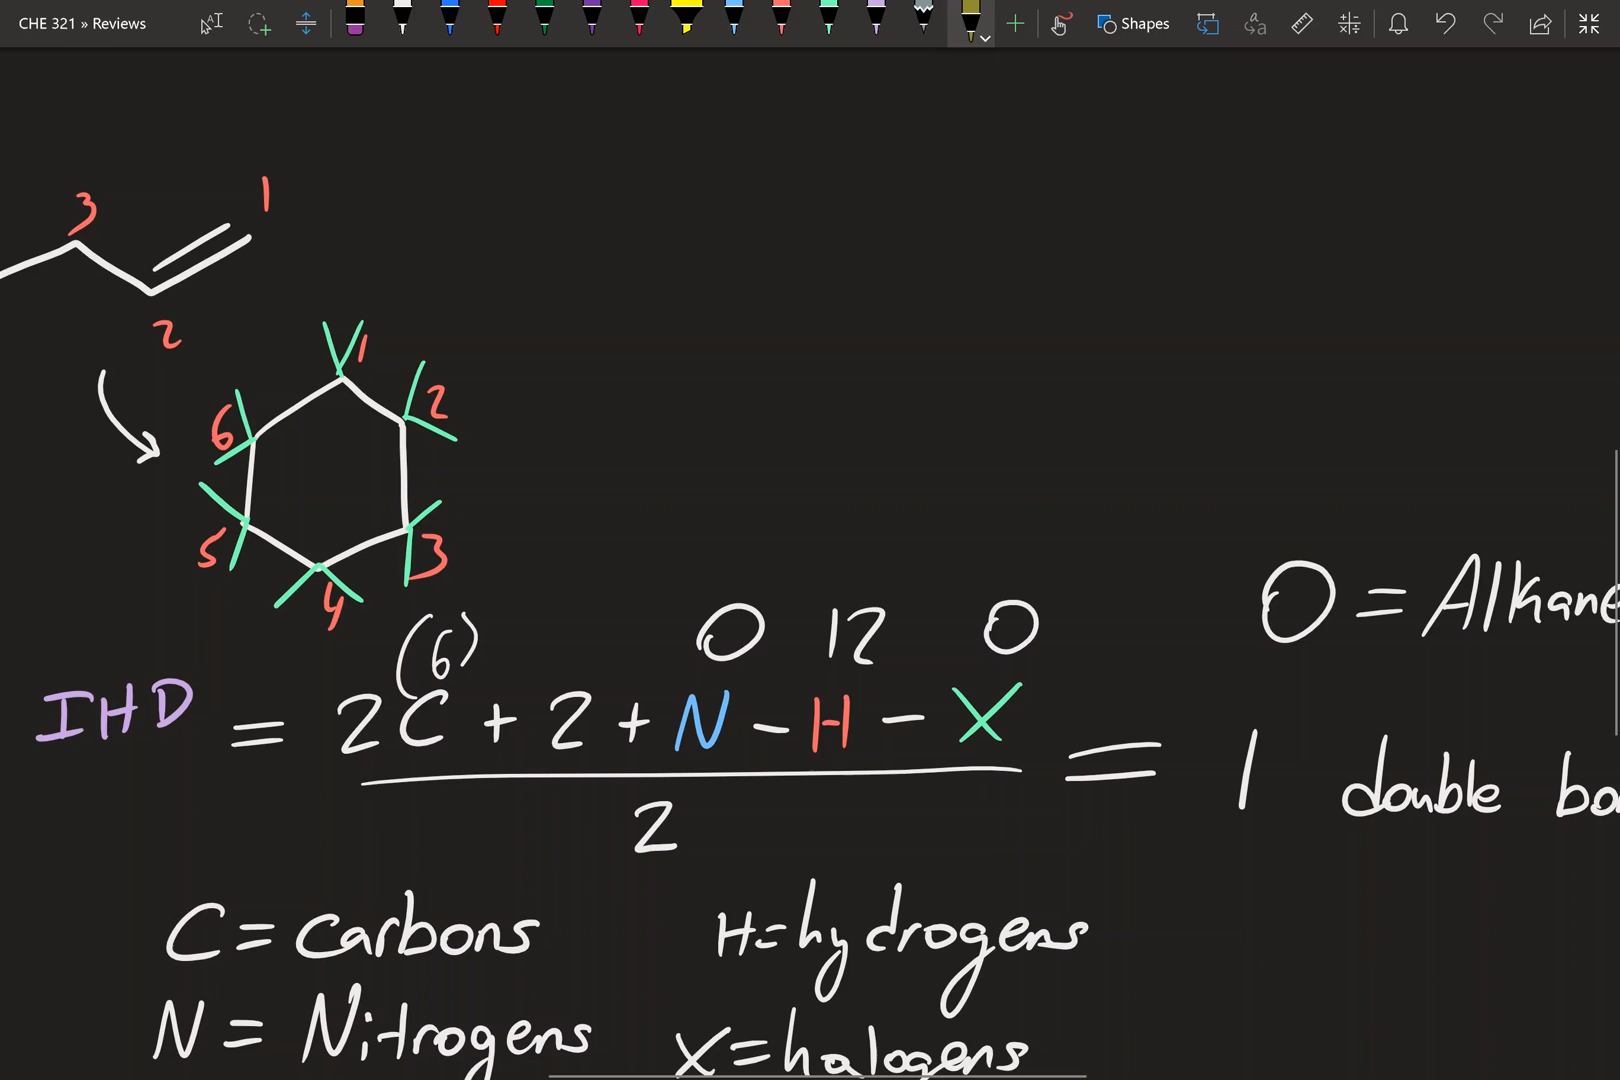 CHE 321 » Reviews
Shapes
3
1
2
1
2
6
5
3
4
(6) 0 12 0
0 = Alkane
IHD = 2C + 2 + N - H - X = 1 double bo
2
C = carbons H = hydrogens
N = Nitrogens X = halogens